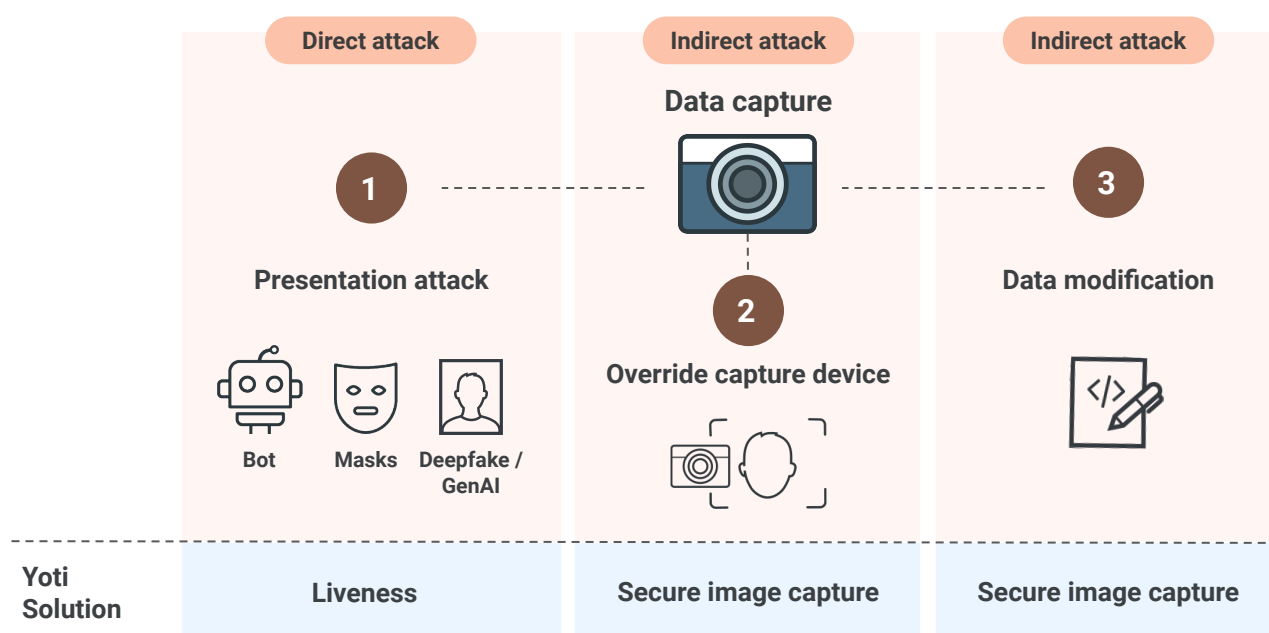 Direct attack
Indirect attack
Indirect attack
Data capture
1
3
Presentation attack
Data modification
2
Override capture device
</>
Bot
Masks
Deepfake /
GenAI
Yoti
Solution
Liveness
Secure image capture
Secure image capture